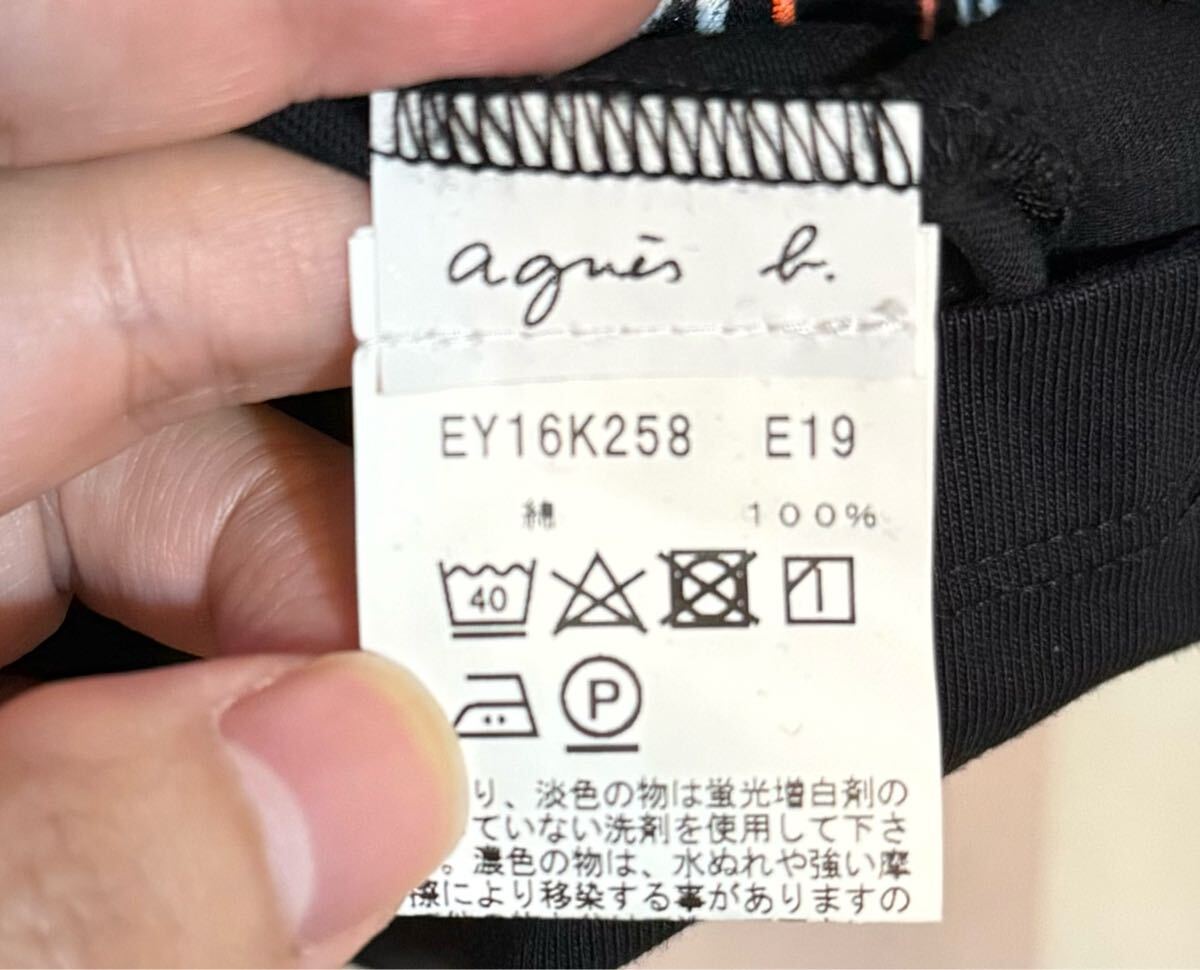 agnès b.
EY16K258 E19
綿 100%
40
P
り、淡色の物は蛍光増白剤の
ていない洗剤を使用して下さ
。濃色の物は、水ぬれや強い摩
擦により移染する事がありますの